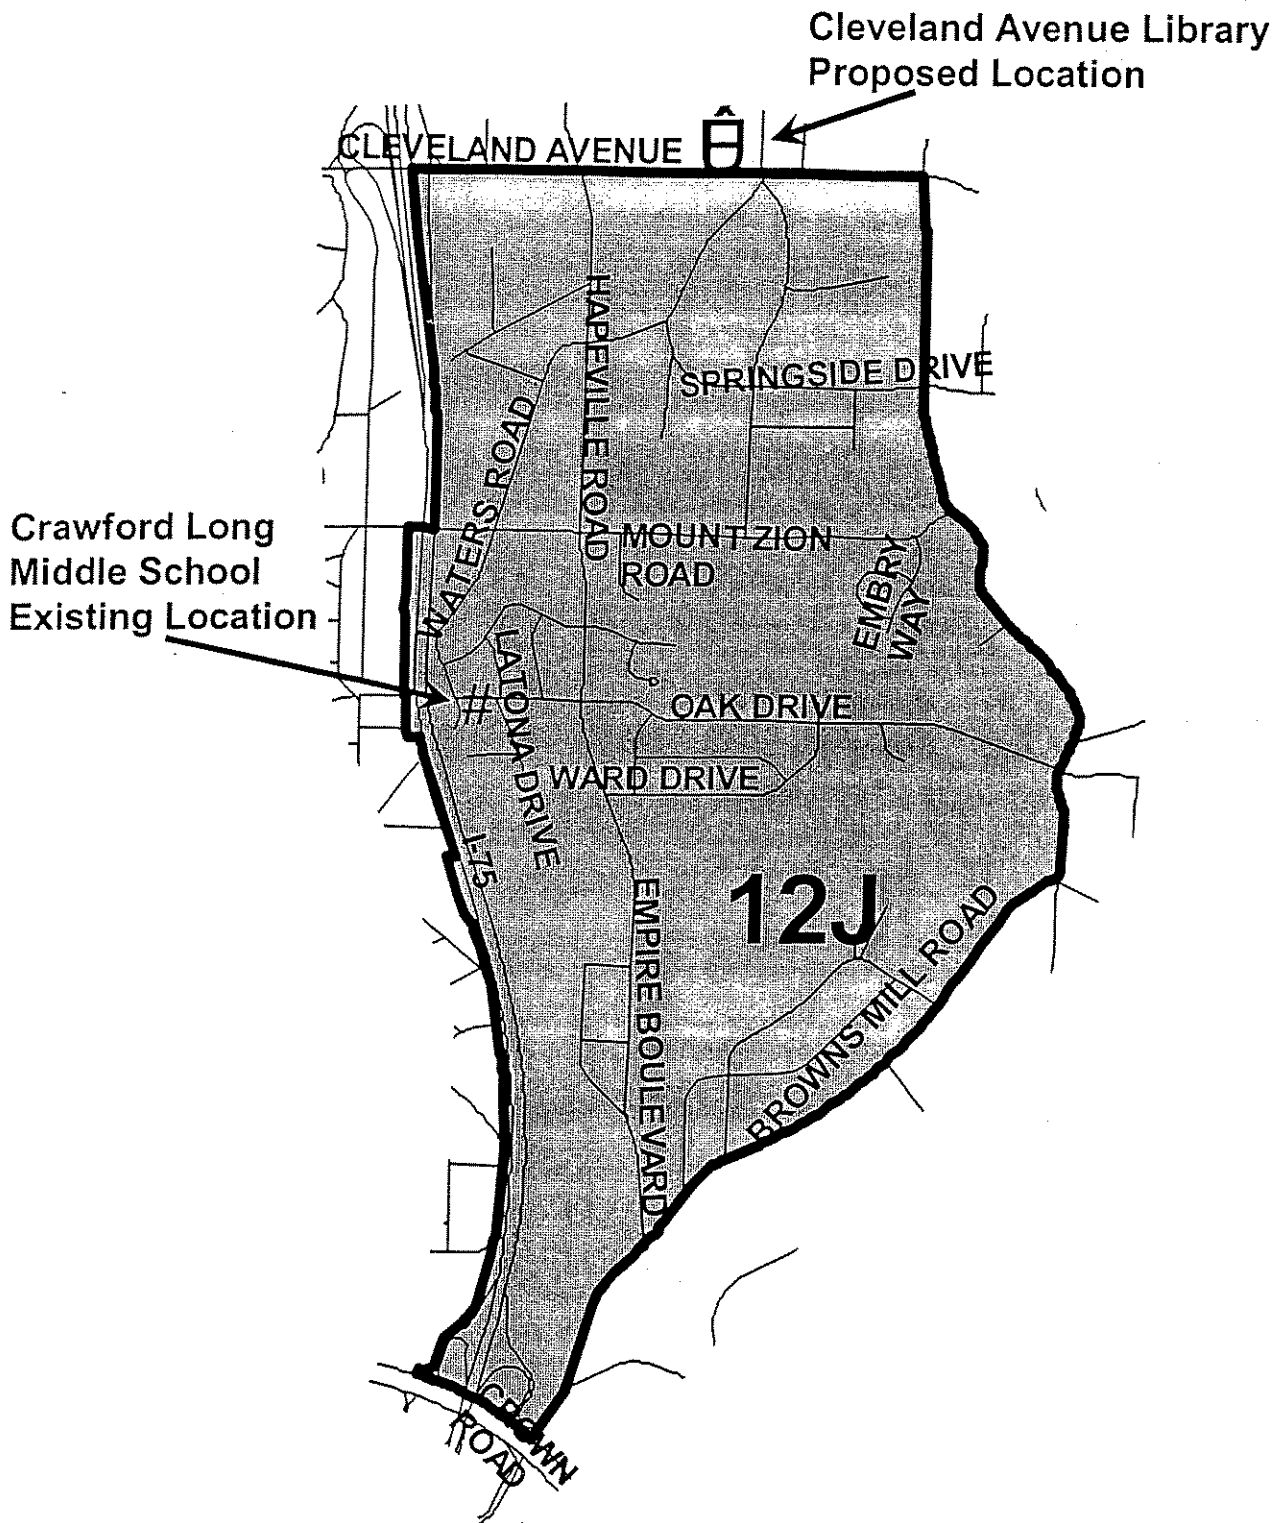 Cleveland Avenue Library
Proposed Location
CLEVELAND AVENUE
HAPEVILLE ROAD
SPRINGSIDE DRIVE
WATERS ROAD
Crawford Long
Middle School
Existing Location
MOUNT ZION
ROAD
EMBRY
WAY
LATONA DRIVE
#
OAK DRIVE
WARD DRIVE
I-75
12J
EMPIRE BOULEVARD
BROWNS MILL ROAD
CROWN
ROAD